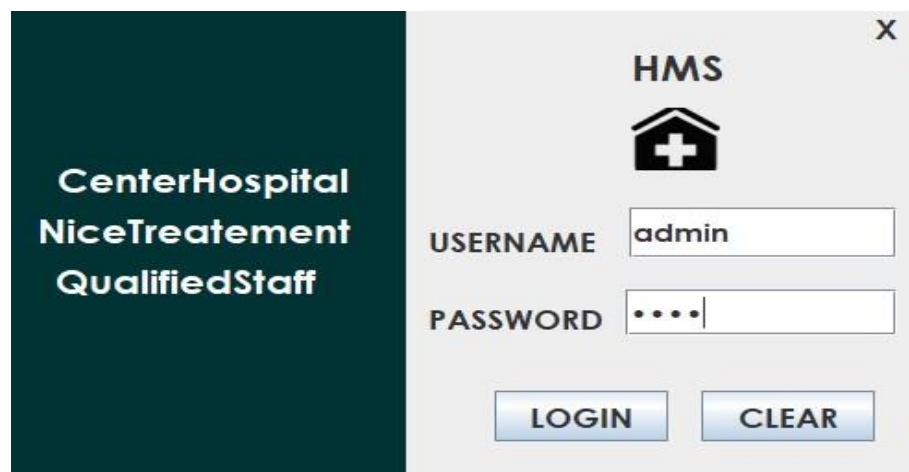 CenterHospital
NiceTreatement
QualifiedStaff
X
HMS
USERNAME admin
PASSWORD ••••
LOGIN CLEAR